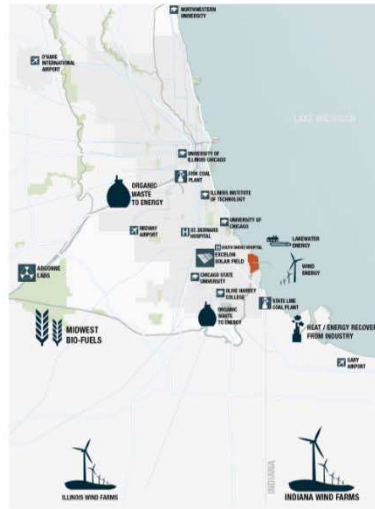 NORTHWESTERN
UNIVERSITY
O'HARE
INTERNATIONAL
AIRPORT
LAKE MICHIGAN
UNIVERSITY OF
ILLINOIS CHICAGO
FISK COAL
PLANT
ORGANIC
WASTE
TO ENERGY
ILLINOIS INSTITUTE
OF TECHNOLOGY
MIDWAY
AIRPORT
UNIVERSITY OF
CHICAGO
ST. BERNARD
HOSPITAL
LAKEWATER
ENERGY
SOUTH SHORE HOSPITAL
EXCELON
SOLAR FIELD
ARGONNE
LABS
WIND
ENERGY
CHICAGO STATE
UNIVERSITY
OLIVE HARVEY
COLLEGE
STATE LINE
COAL PLANT
ORGANIC
WASTE
TO ENERGY
MIDWEST
BIO-FUELS
HEAT / ENERGY RECOVER
FROM INDUSTRY
GARY
AIRPORT
INDIANA
ILLINOIS WIND FARMS
INDIANA WIND FARMS